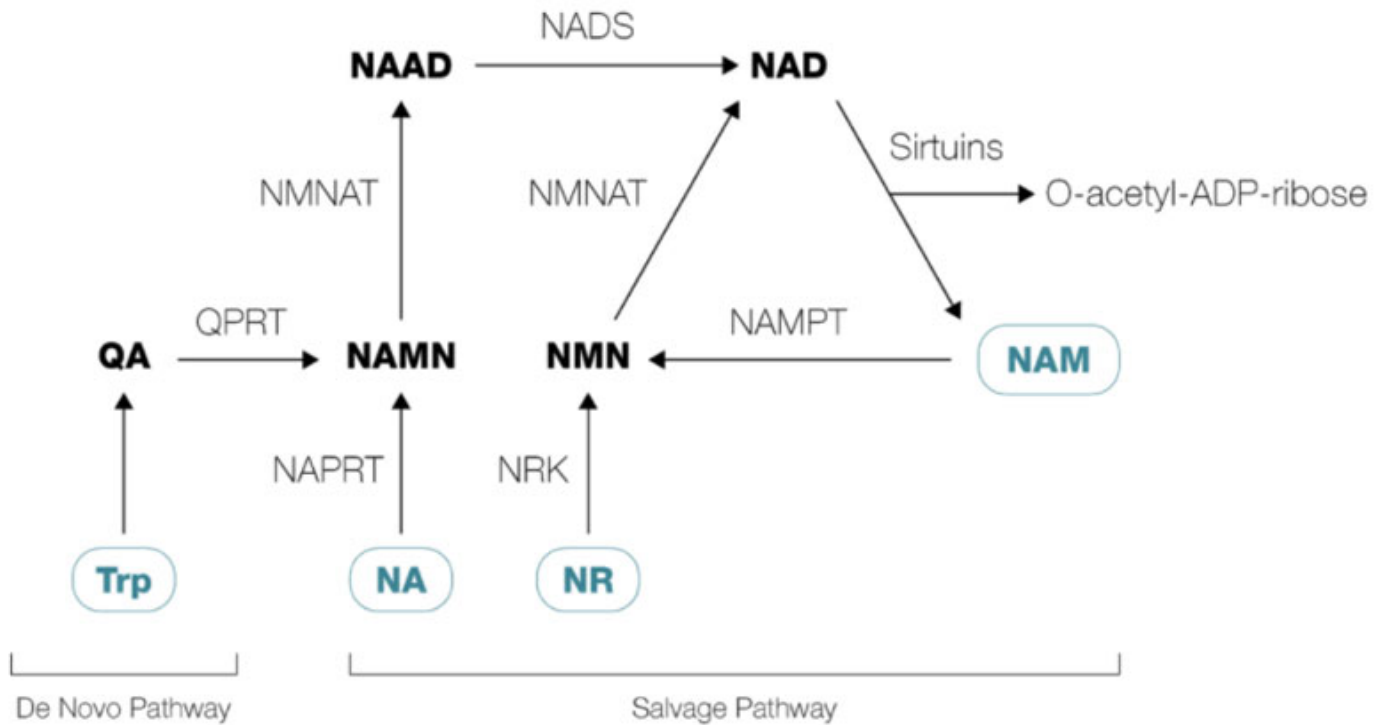 NADS
NAAD
NAD
Sirtuins
NMNAT
NMNAT
O-acetyl-ADP-ribose
QPRT
NAMPT
QA
NAMN
NMN
NAM
NAPRT
NRK
Trp
NA
NR
De Novo Pathway
Salvage Pathway